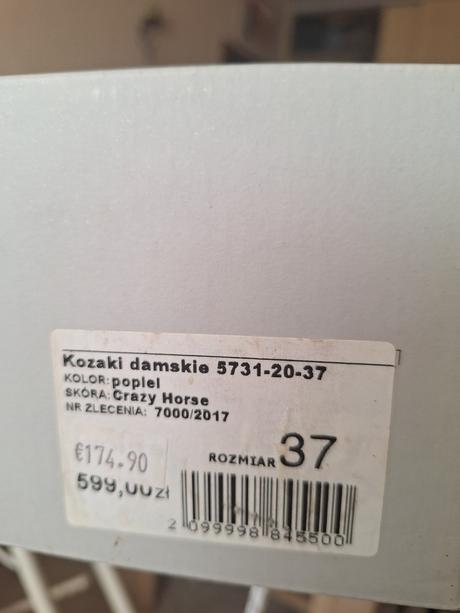 Kozaki damskie 5731-20-37
KOLOR: popiel
SKÓRA: Crazy Horse
NR ZLECENIA: 7000/2017
€174.90
ROZMIAR 37
599,00zł
2 099998 845500